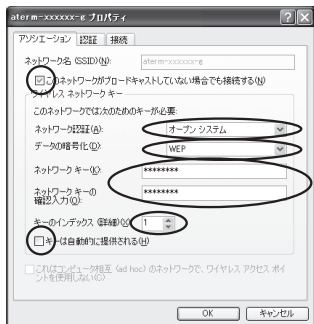 aterm-xxxxxx-g プロパティ
アソシエーション 認証 接続
ネットワーク名 (SSID)(N): aterm-xxxxxx-g
このネットワークがブロードキャストしていない場合でも接続する(N)
ワイヤレス ネットワーク キー
このネットワークでは次のためのキーが必要:
ネットワーク認証(A): オープン システム
データの暗号化(D): WEP
ネットワーク キー(K): ********
ネットワーク キーの確認入力(O): ********
キーのインデックス (詳細)(X): 1
キーは自動的に提供される(H)
これはコンピュータ相互 (ad hoc) のネットワークで、ワイヤレス アクセス ポイ
ントを使用しない(C)
OK キャンセル